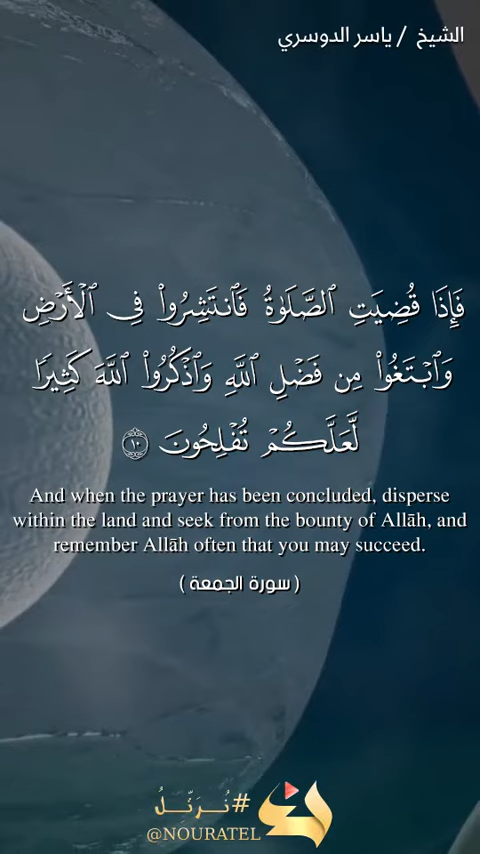 الشيخ / ياسر الدوسري
فَإِذَا قُضِيَتِ ٱلصَّلَوٰةُ فَٱنتَشِرُوا۟ فِى ٱلْأَرْضِ
وَٱبْتَغُوا۟ مِن فَضْلِ ٱللَّهِ وَٱذْكُرُوا۟ ٱللَّهَ كَثِيرًا
لَّعَلَّكُمْ تُفْلِحُونَ ١٠
And when the prayer has been concluded, disperse
within the land and seek from the bounty of Allāh, and
remember Allāh often that you may succeed.
( سورة الجمعة )
#نُرَتِّلُ
@NOURATEL